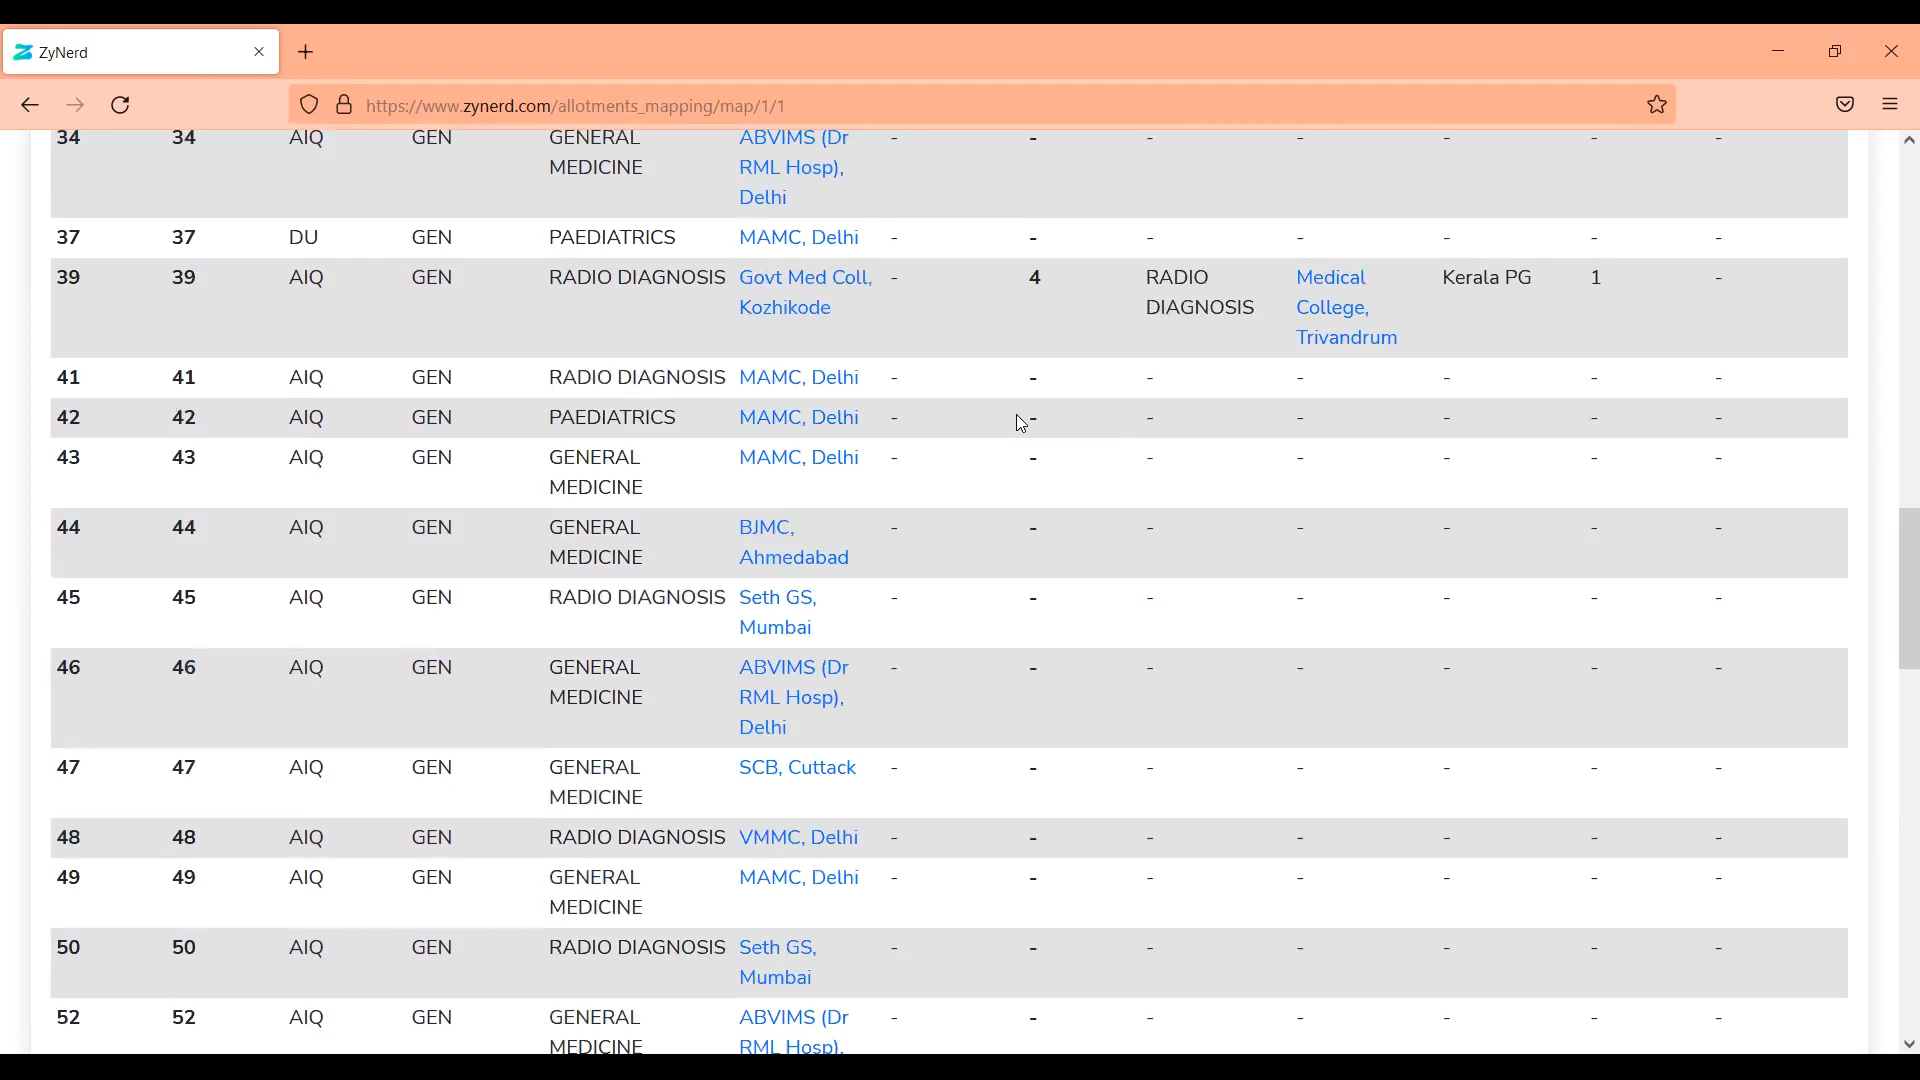 ZyNerd
https://www.zynerd.com/allotments_mapping/map/1/1
34 34 AIQ GEN GENERAL ABVIMS (Dr - - - - - - -
MEDICINE RML Hosp),
Delhi
37 37 DU GEN PAEDIATRICS MAMC, Delhi - - - - - - -
39 39 AIQ GEN RADIO DIAGNOSIS Govt Med Coll, - 4 RADIO Medical Kerala PG 1 -
Kozhikode DIAGNOSIS College,
Trivandrum
41 41 AIQ GEN RADIO DIAGNOSIS MAMC, Delhi - - - - - - -
42 42 AIQ GEN PAEDIATRICS MAMC, Delhi - - - - - - -
43 43 AIQ GEN GENERAL MAMC, Delhi - - - - - - -
MEDICINE
44 44 AIQ GEN GENERAL BJMC, - - - - - - -
MEDICINE Ahmedabad
45 45 AIQ GEN RADIO DIAGNOSIS Seth GS, - - - - - - -
Mumbai
46 46 AIQ GEN GENERAL ABVIMS (Dr - - - - - - -
MEDICINE RML Hosp),
Delhi
47 47 AIQ GEN GENERAL SCB, Cuttack - - - - - - -
MEDICINE
48 48 AIQ GEN RADIO DIAGNOSIS VMMC, Delhi - - - - - - -
49 49 AIQ GEN GENERAL MAMC, Delhi - - - - - - -
MEDICINE
50 50 AIQ GEN RADIO DIAGNOSIS Seth GS, - - - - - - -
Mumbai
52 52 AIQ GEN GENERAL ABVIMS (Dr - - - - - - -
MEDICINE RML Hosp),